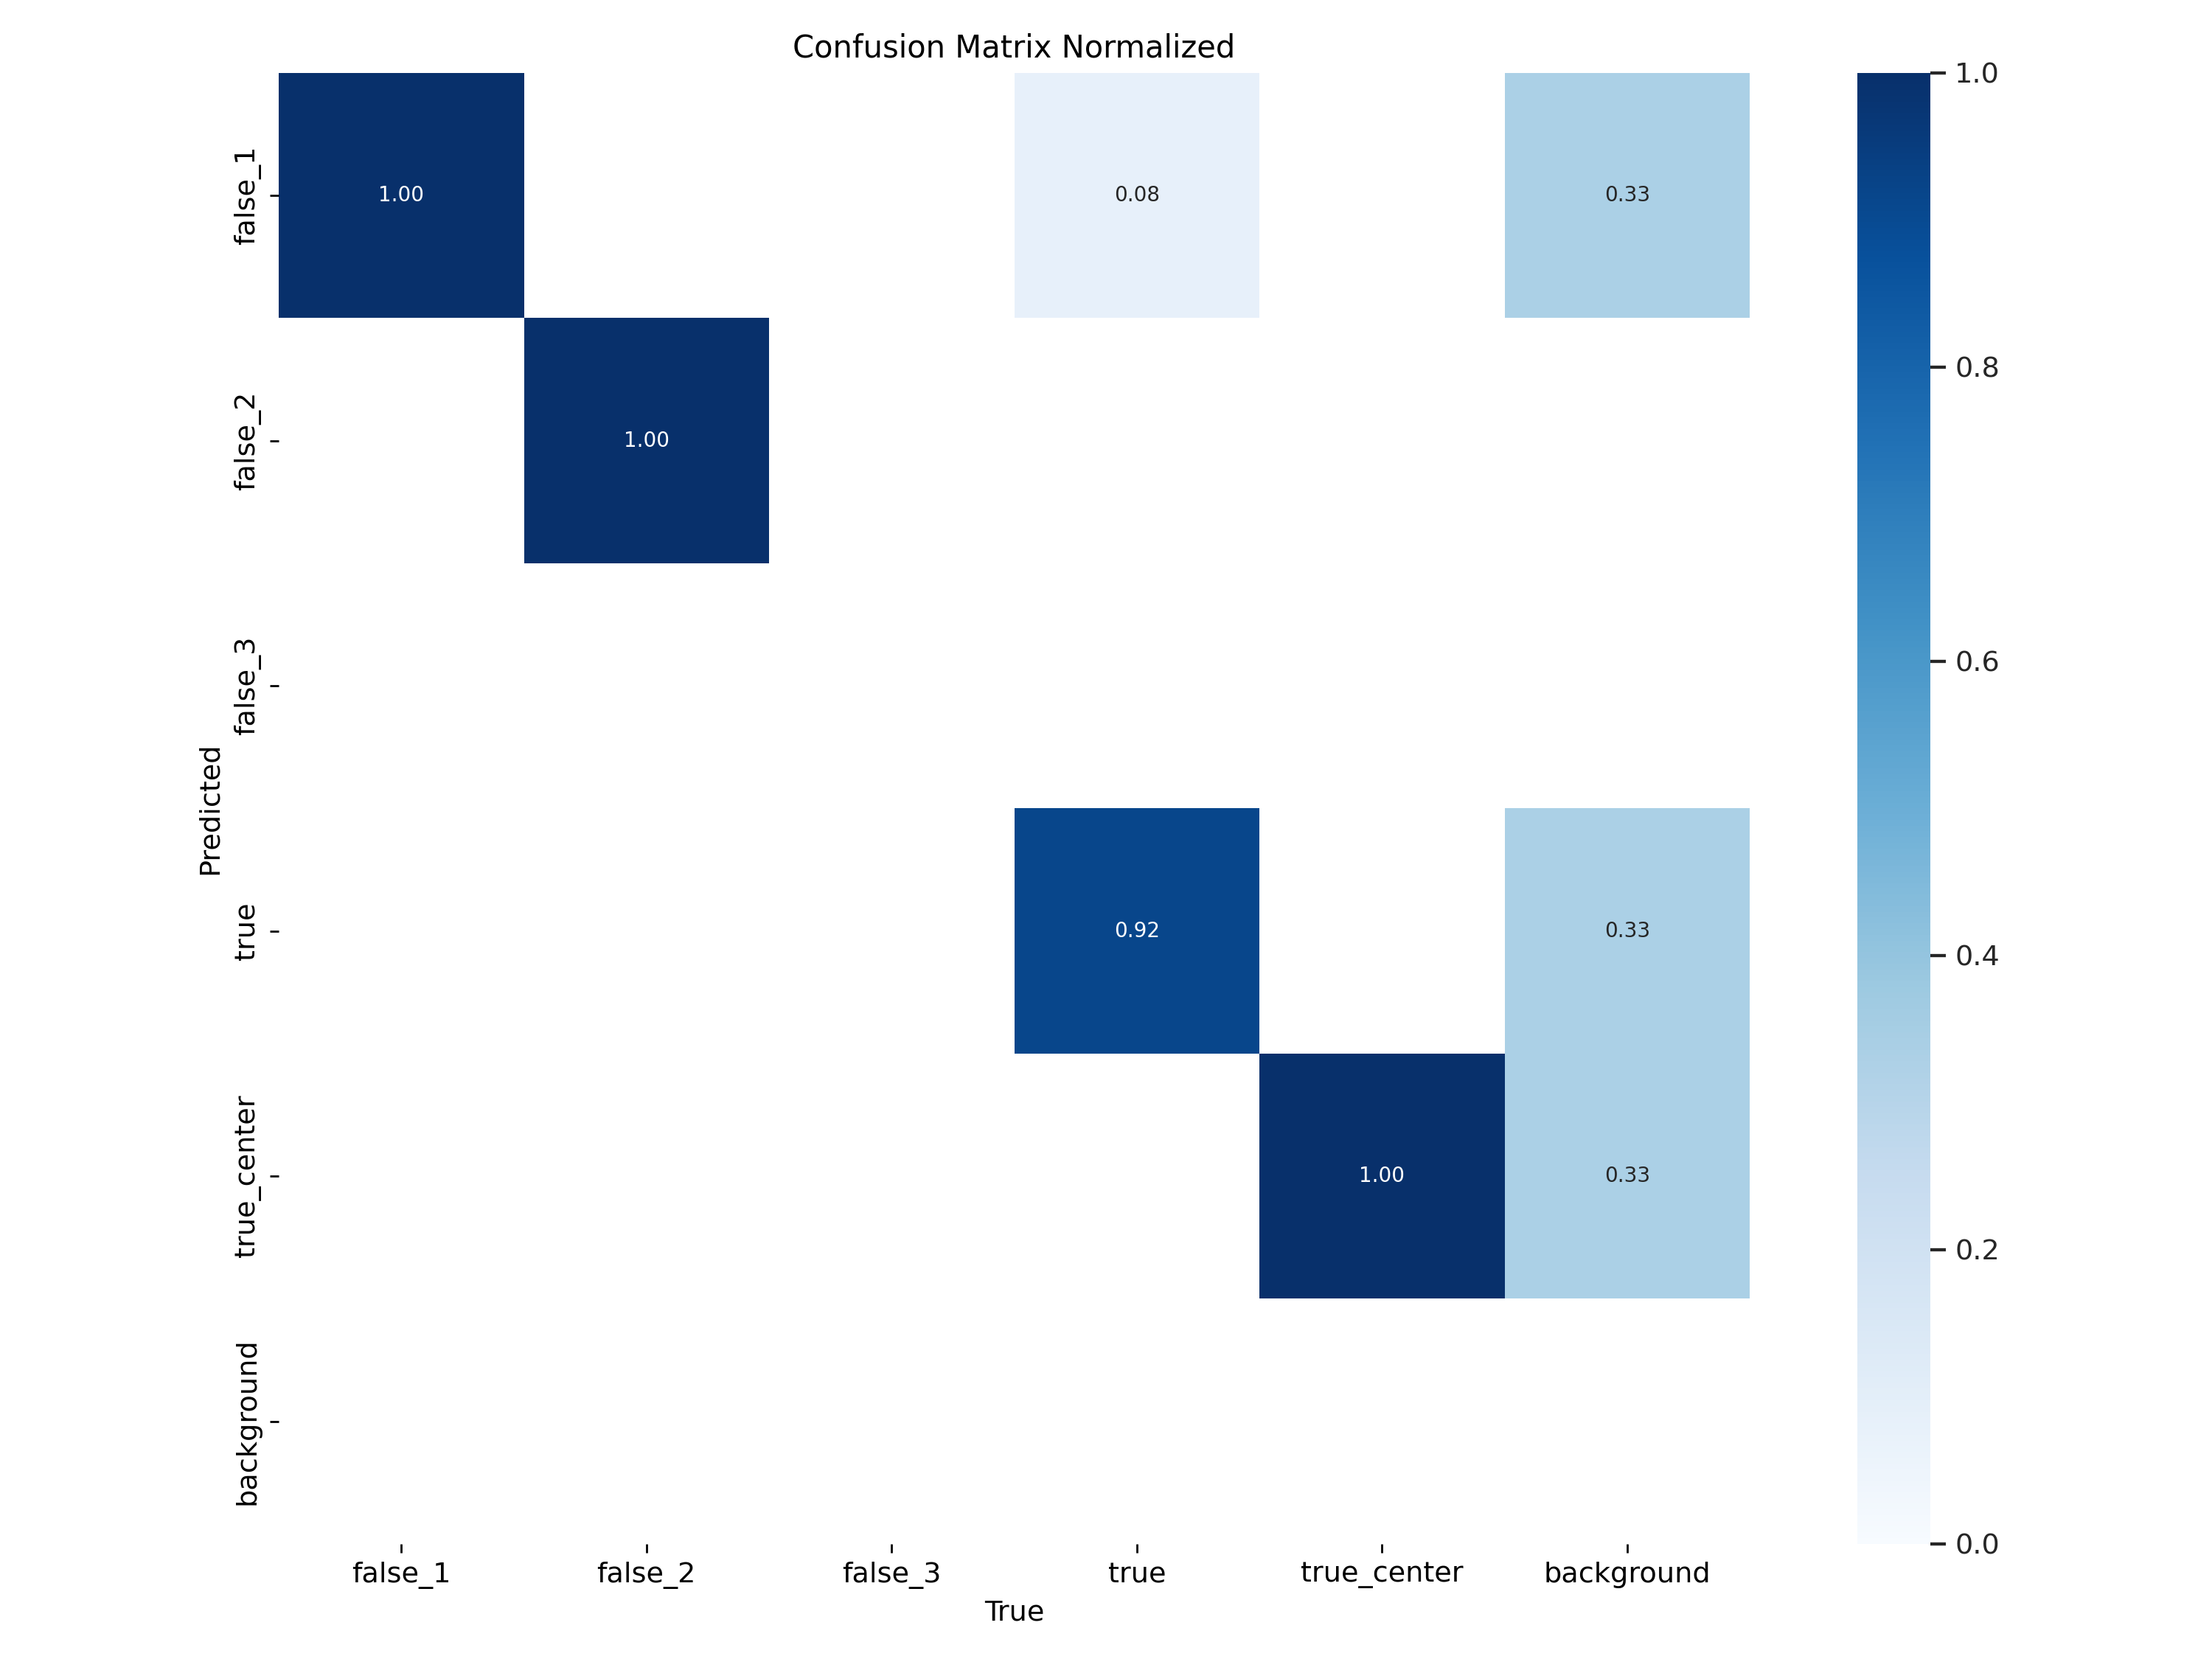 Confusion Matrix Normalized
1.0
false_1
1.00
0.08
0.33
0.8
false_2
1.00
0.6
false_3
Predicted
true
0.92
0.33
0.4
true_center
1.00
0.33
0.2
background
0.0
false_1
false_2
false_3
true
true_center
background
True